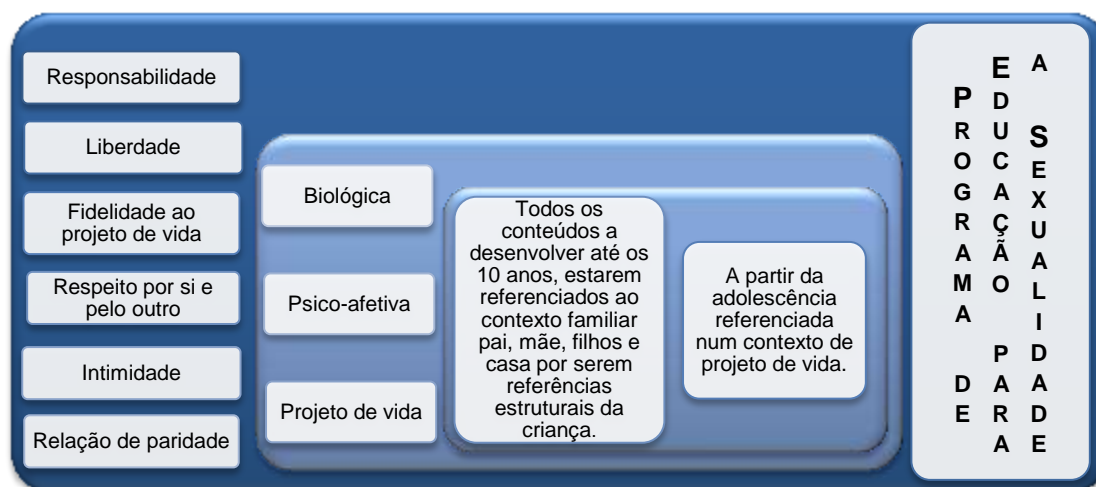 Responsabilidade
Liberdade
Fidelidade ao
projeto de vida
Respeito por si e
pelo outro
Intimidade
Relação de paridade
Biológica
Psico-afetiva
Projeto de vida
Todos os
conteúdos a
desenvolver até os
10 anos, estarem
referenciados ao
contexto familiar
pai, mãe, filhos e
casa por serem
referências
estruturais da
criança.
A partir da
adolescência
referenciada
num contexto de
projeto de vida.
PROGRAMA DE
EDUCAÇÃO PARA
A SEXUALIDADE